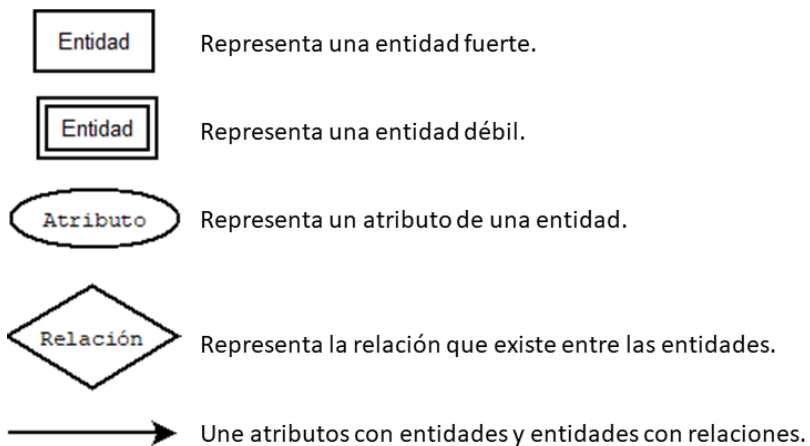 Entidad
Representa una entidad fuerte.
Entidad
Representa una entidad débil.
Atributo
Representa un atributo de una entidad.
Relación
Representa la relación que existe entre las entidades.
Une atributos con entidades y entidades con relaciones.